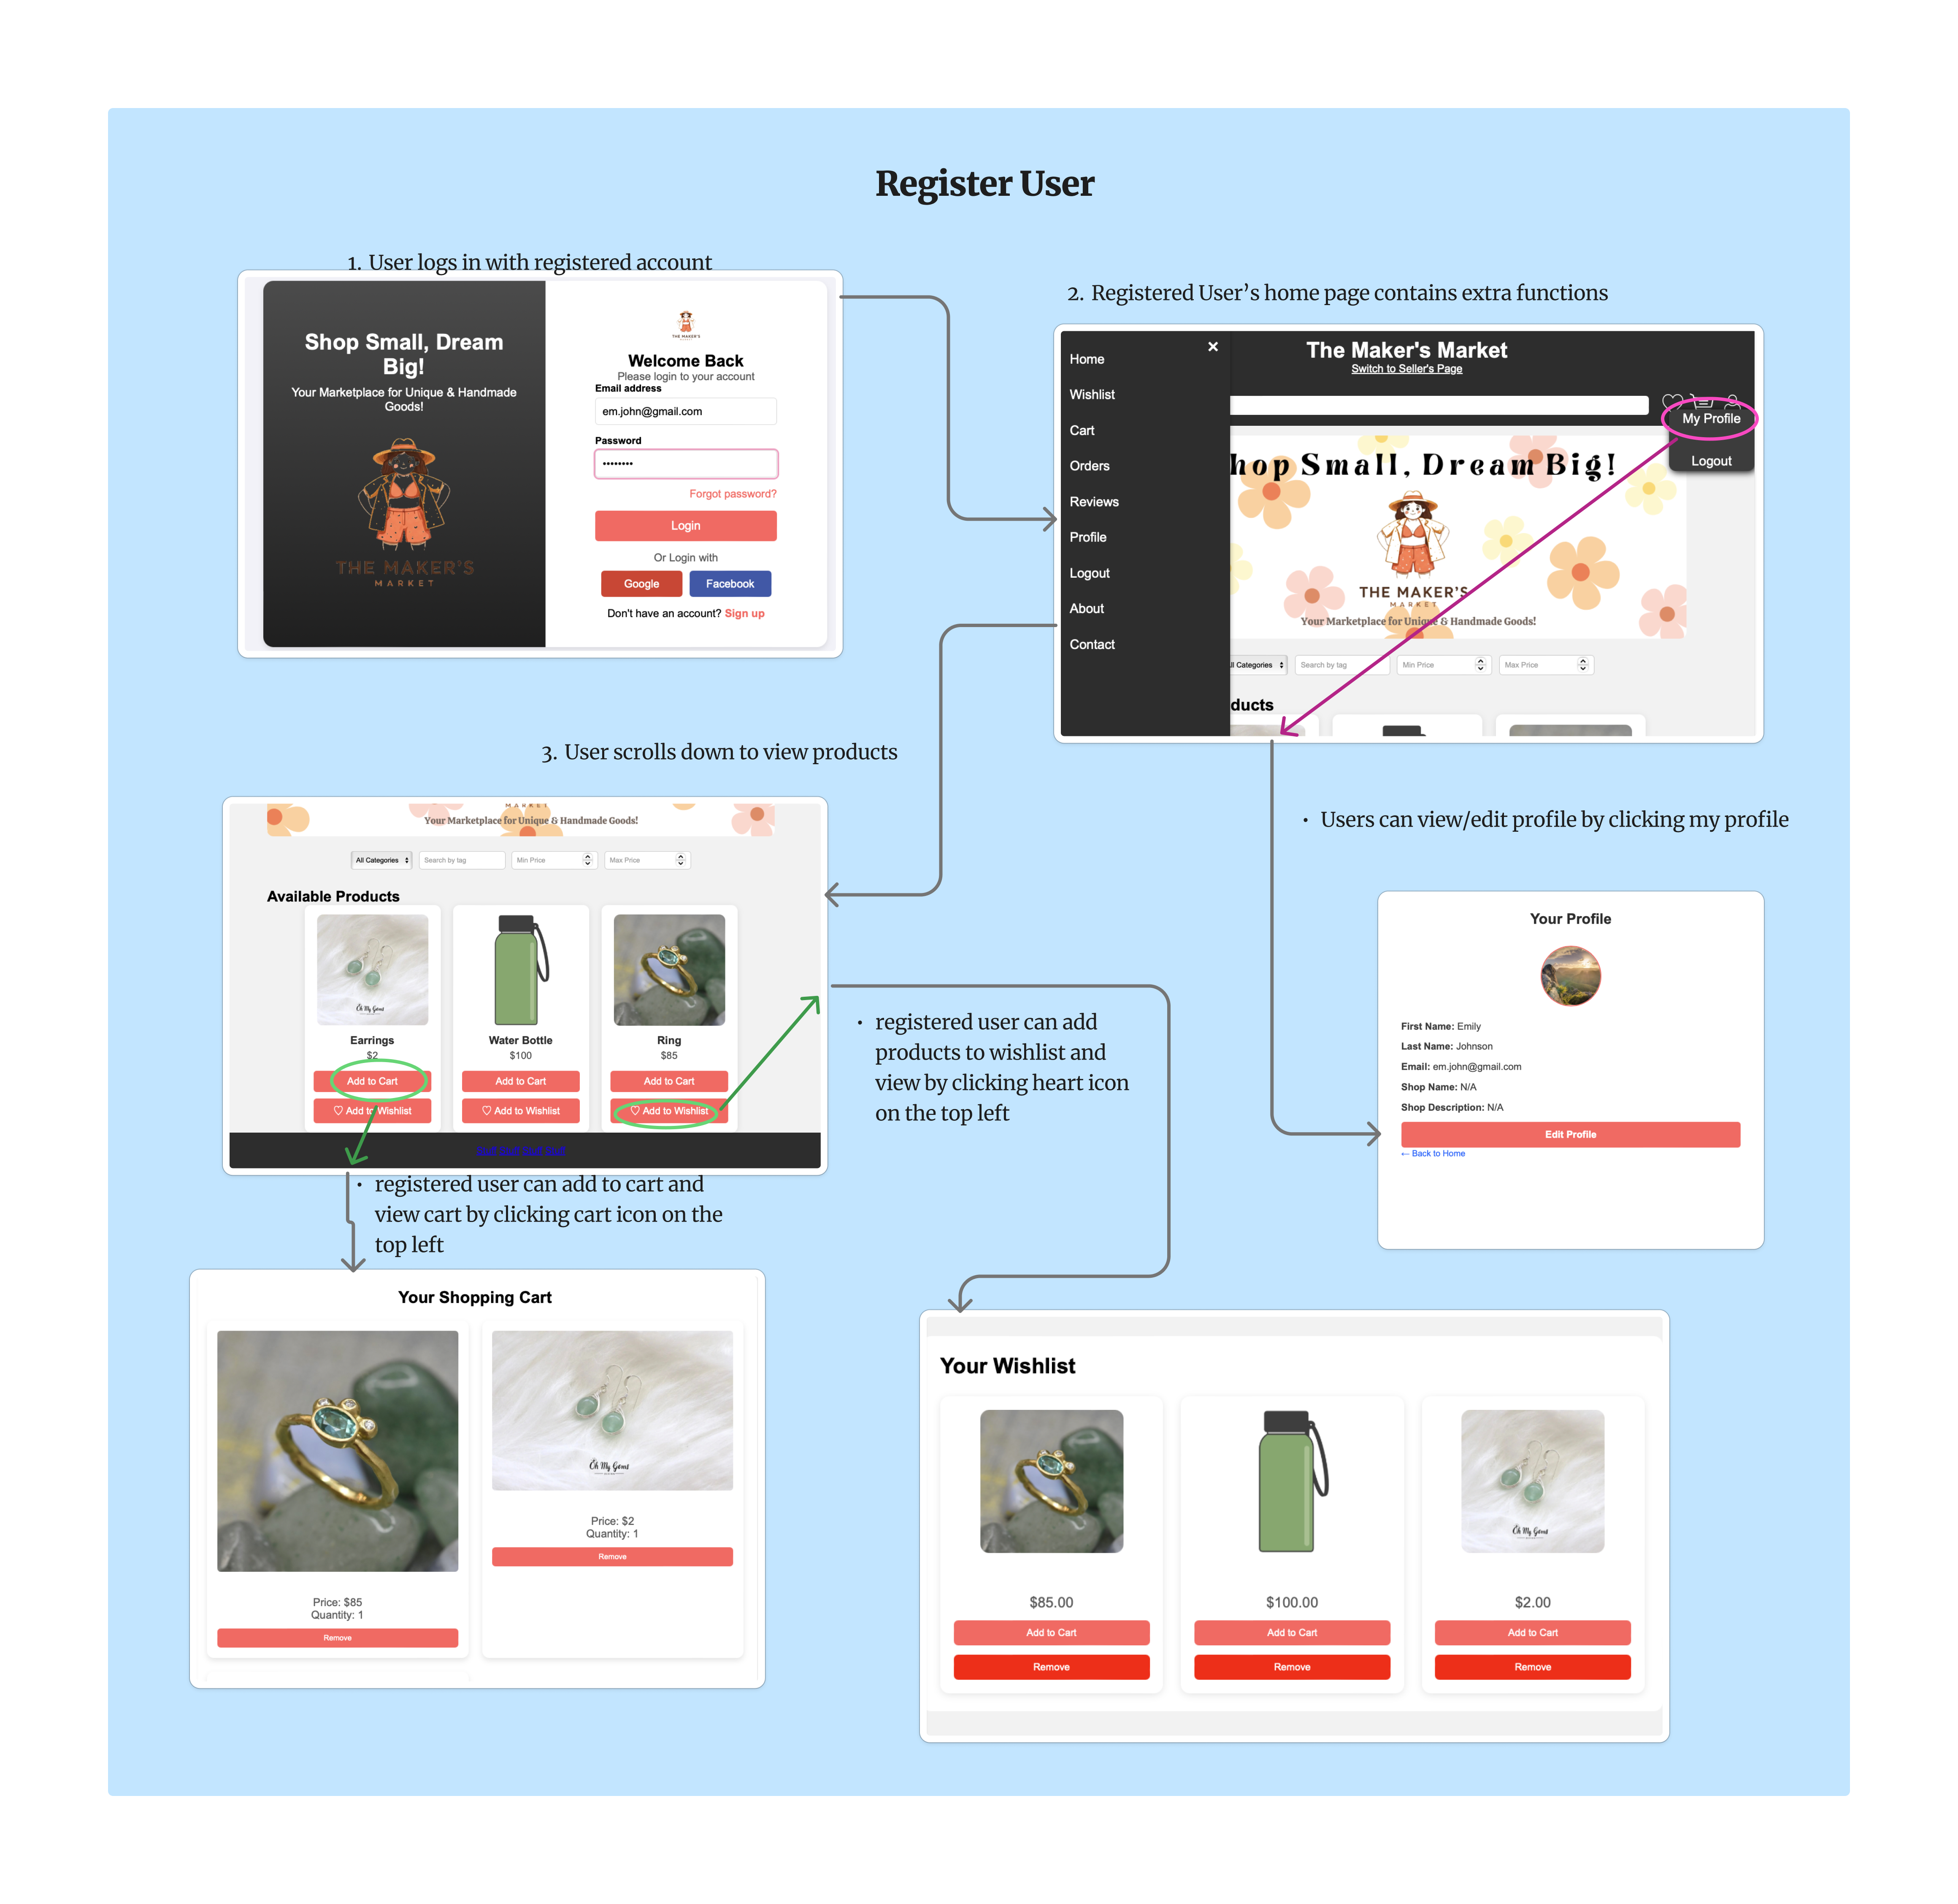 Register User
1. User logs in with registered account
Shop Small, Dream
Big!
Your Marketplace for Unique & Handmade
Goods!
THE MAKER'S
MARKET
THE MAKER'S
MARKET
Welcome Back
Please login to your account
Email address
em.john@gmail.com
Password
Forgot password?
Login
Or Login with
Google
Facebook
Don't have an account? Sign up
2. Registered User's home page contains extra functions
Home
Wishlist
Cart
Orders
Reviews
Profile
Logout
About
Contact
The Maker's Market
Switch to Seller's Page
My Profile
Logout
hop Small, Dream Big!
THE MAKER'S
MARKET
Your Marketplace for Unique & Handmade Goods!
ll Categories
Search by tag
Min Price
Max Price
ducts
3. User scrolls down to view products
MARKET
Your Marketplace for Unique & Handmade Goods!
All Categories
Search by tag
Min Price
Max Price
Available Products
Oh My Gems
Earrings
$2
Add to Cart
♡ Add to Wishlist
Water Bottle
$100
Add to Cart
♡ Add to Wishlist
Ring
$85
Add to Cart
♡ Add to Wishlist
• Users can view/edit profile by clicking my profile
Your Profile
First Name: Emily
Last Name: Johnson
Email: em.john@gmail.com
Shop Name: N/A
Shop Description: N/A
Edit Profile
← Back to Home
• registered user can add
products to wishlist and
view by clicking heart icon
on the top left
• registered user can add to cart and
view cart by clicking cart icon on the
top left
Your Shopping Cart
Price: $85
Quantity: 1
Remove
Oh My Gems
Price: $2
Quantity: 1
Remove
Your Wishlist
$85.00
Add to Cart
Remove
$100.00
Add to Cart
Remove
Oh My Gems
$2.00
Add to Cart
Remove